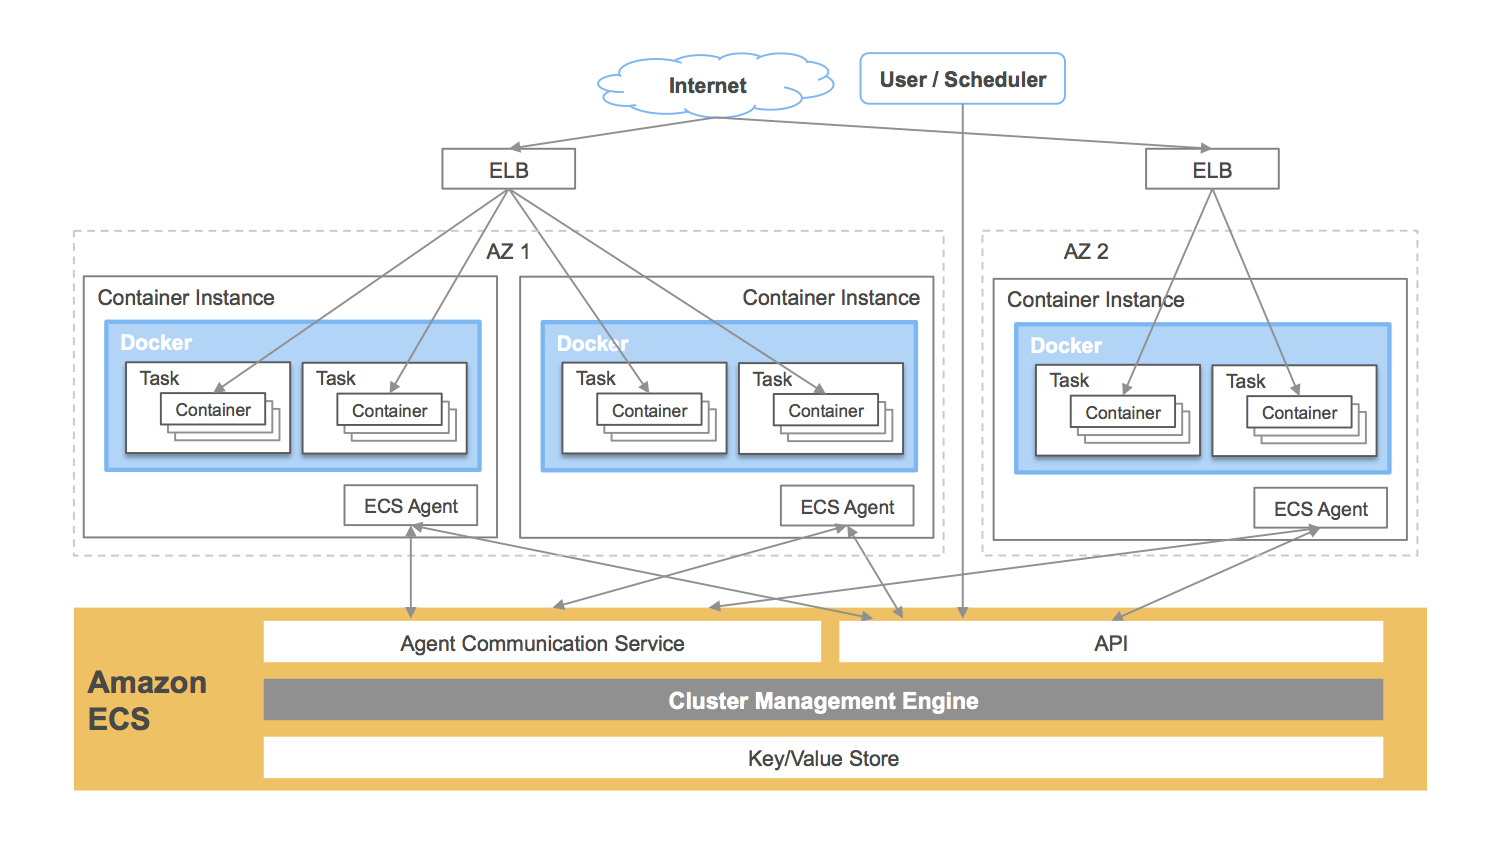 Internet
User / Scheduler
ELB
ELB
AZ 1
AZ 2
Container Instance
Docker
Task
Container
Task
Container
ECS Agent
Container Instance
Docker
Task
Container
Task
Container
ECS Agent
Container Instance
Docker
Task
Container
Task
Container
ECS Agent
Amazon
ECS
Agent Communication Service
API
Cluster Management Engine
Key/Value Store